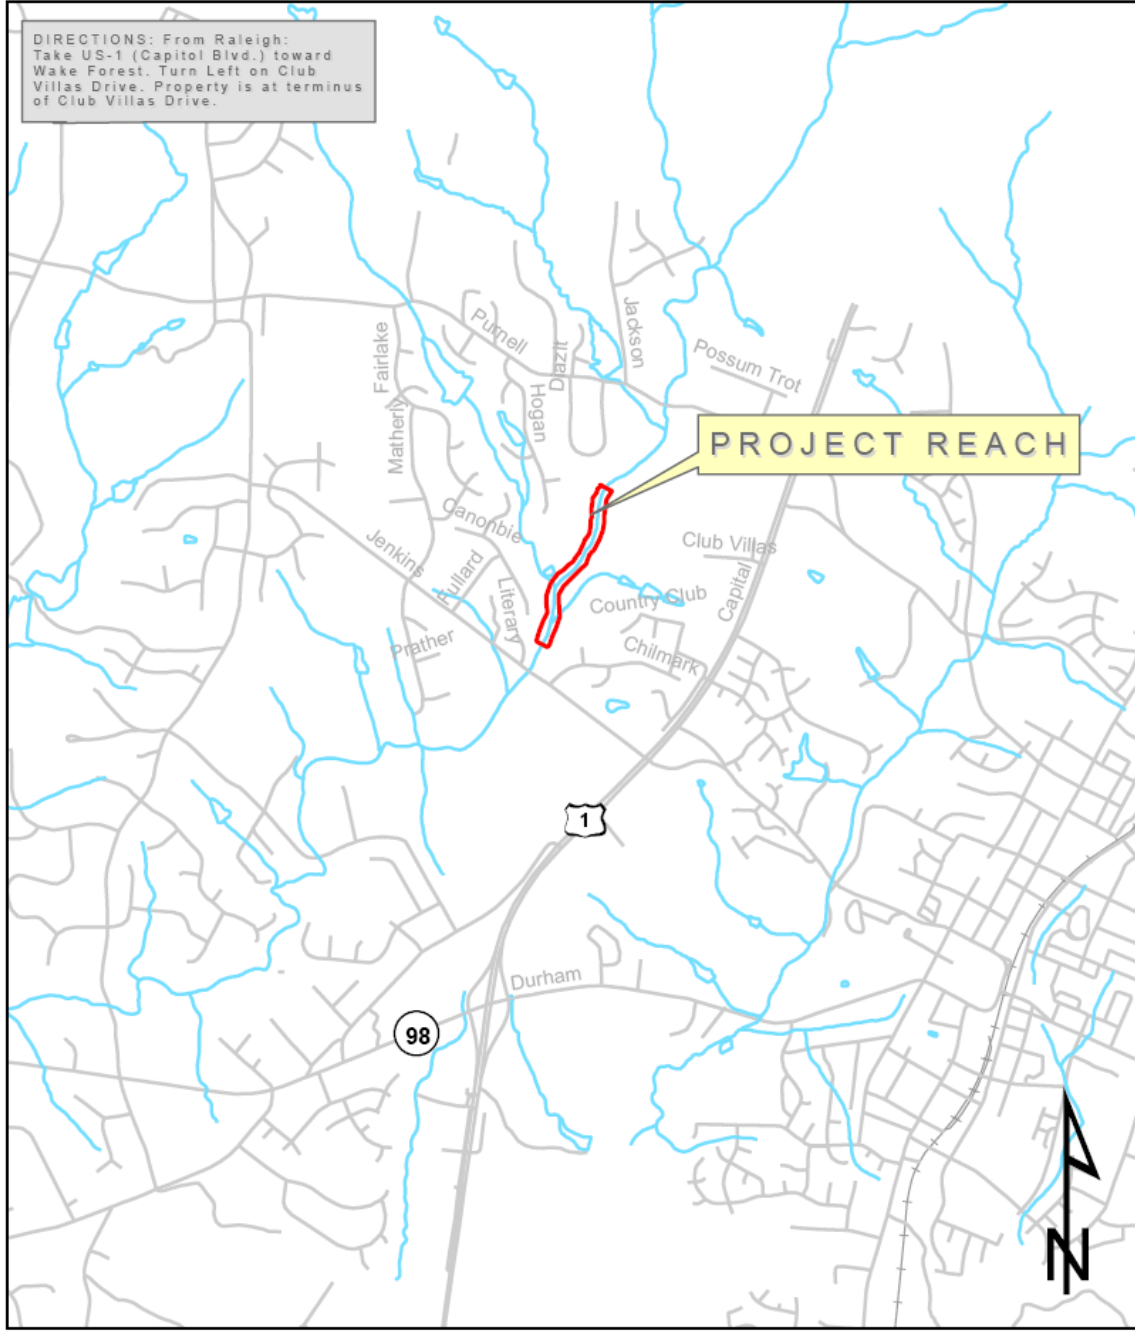 DIRECTIONS: From Raleigh:
Take US-1 (Capitol Blvd.) toward
Wake Forest. Turn Left on Club
Villas Drive. Property is at terminus
of Club Villas Drive.
Jackson
Purnell
Fairlake
Diazit
Possum Trot
Hogan
Matherly
PROJECT REACH
Canonbie
Jenkins
Club Villas
Fullard
Literary
Capital
Country Club
Prather
Chilmark
1
Durham
98
N